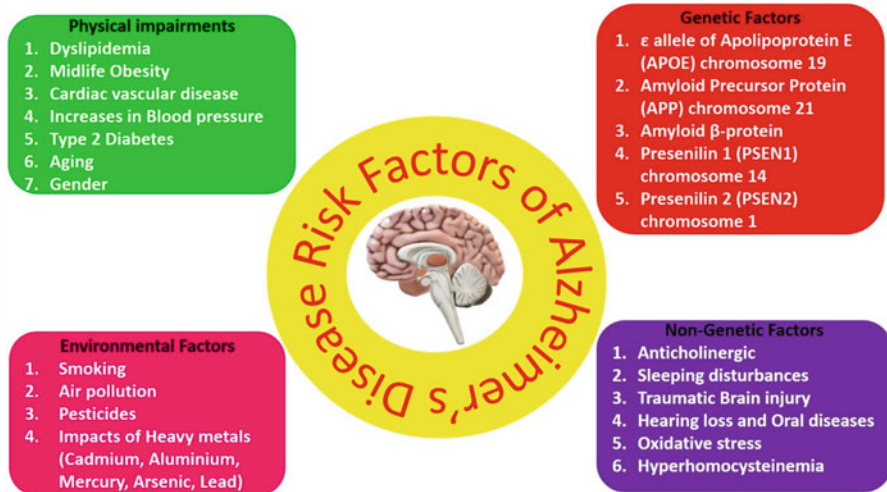 Physical impairments
1. Dyslipidemia
2. Midlife Obesity
3. Cardiac vascular disease
4. Increases in Blood pressure
5. Type 2 Diabetes
6. Aging
7. Gender
Genetic Factors
1. ε allele of Apolipoprotein E
(APOE) chromosome 19
2. Amyloid Precursor Protein
(APP) chromosome 21
3. Amyloid β-protein
4. Presenilin 1 (PSEN1)
chromosome 14
5. Presenilin 2 (PSEN2)
chromosome 1
Risk Factors of Alzheimer's Disease
Environmental Factors
1. Smoking
2. Air pollution
3. Pesticides
4. Impacts of Heavy metals
(Cadmium, Aluminium,
Mercury, Arsenic, Lead)
Non-Genetic Factors
1. Anticholinergic
2. Sleeping disturbances
3. Traumatic Brain injury
4. Hearing loss and Oral diseases
5. Oxidative stress
6. Hyperhomocysteinemia